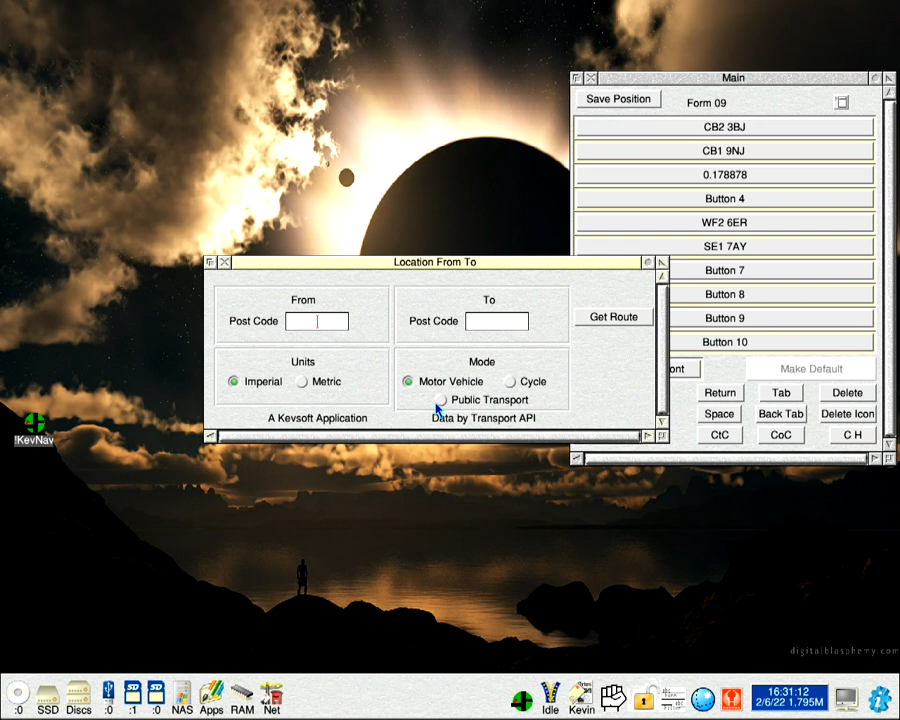 Main
Save Position
Form 09
CB2 3BJ
CB1 9NJ
0.178878
Button 4
WF2 6ER
SE1 7AY
Button 7
Button 8
Button 9
Button 10
ont
Make Default
Return Tab Delete
Space Back Tab Delete Icon
CtC CoC C H
Location From To
From
To
Post Code
Post Code
Get Route
Units
Mode
Imperial Metric
Motor Vehicle Cycle
Public Transport
A Kevsoft Application
Data by Transport API
!KevNav
digitalblasphemy.com
:0 SSD Discs :0 :1 :0 NAS Apps RAM Net
Idle Kevin
16:31:12
2/6/22 1,795M